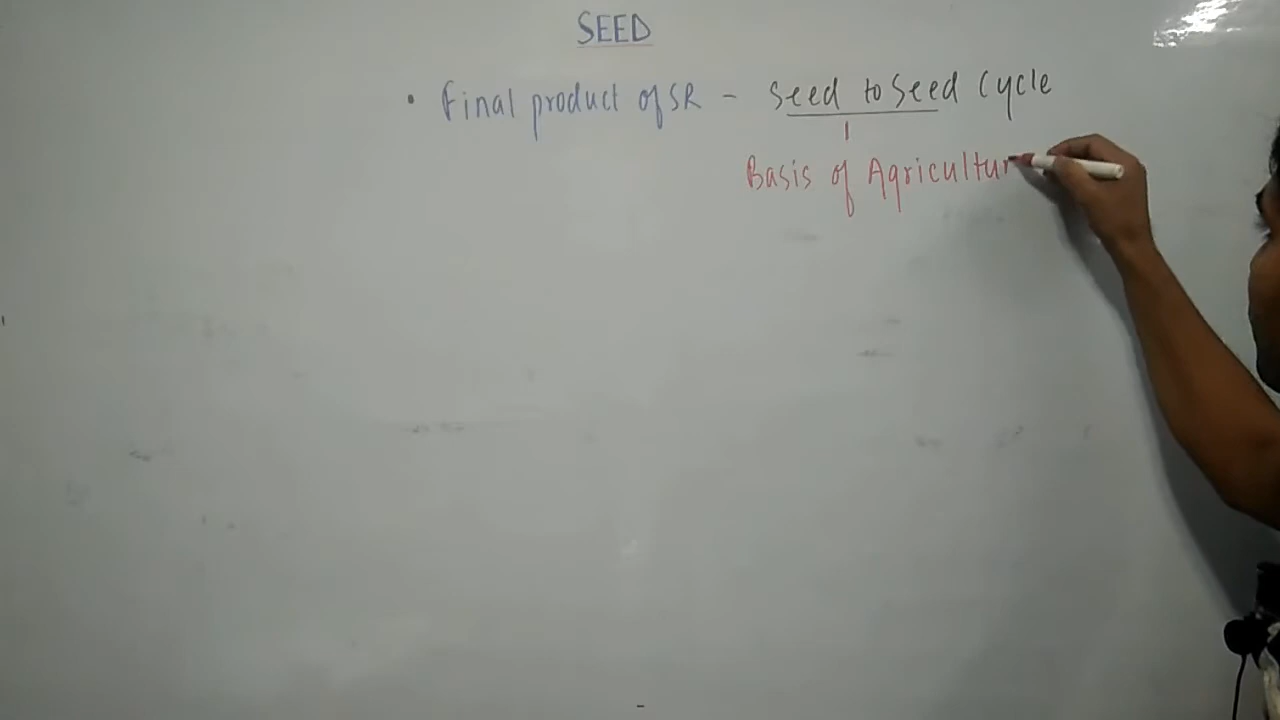 SEED
• Final product of SR - Seed to Seed Cycle
Basis of Agricultur